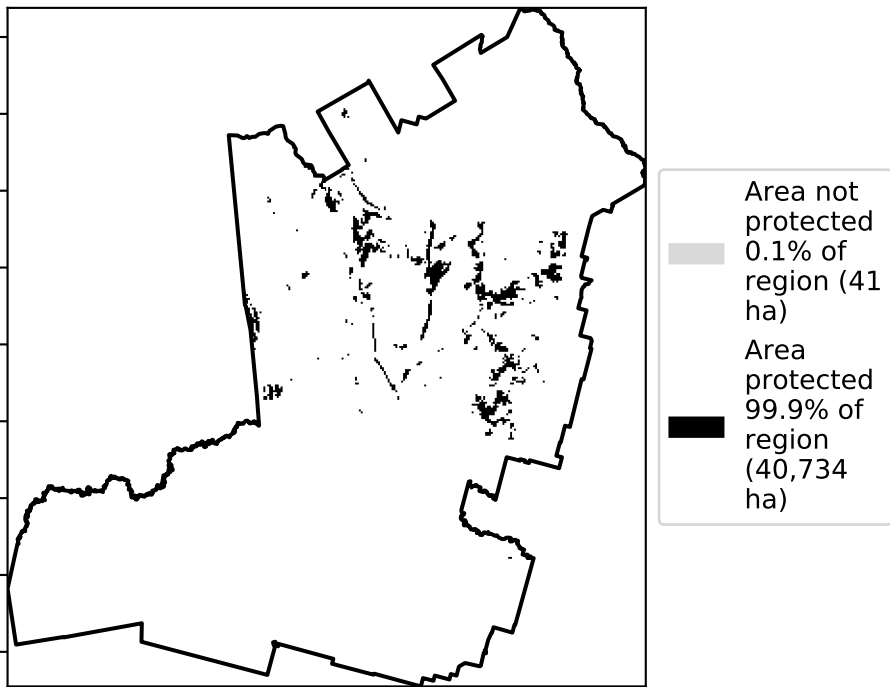 Area not
protected
0.1% of
region (41
ha)
Area
protected
99.9% of
region
(40,734
ha)